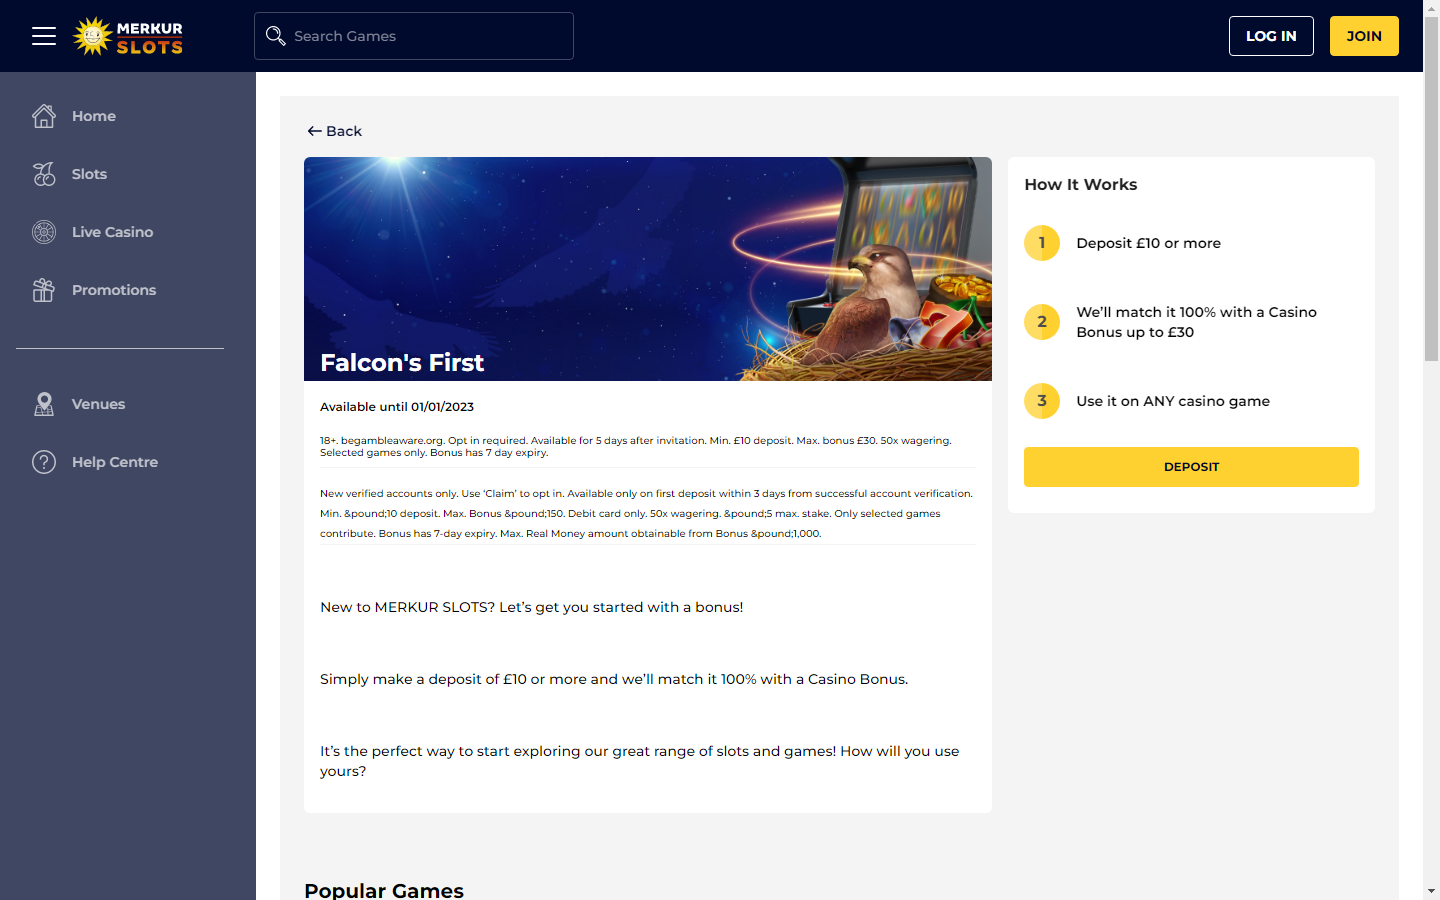 MERKUR
SLOTS
Search Games
LOG IN
JOIN
Home
Slots
Live Casino
Promotions
Venues
Help Centre
Back
Falcon's First
Available until 01/01/2023
18+. begambleaware.org. Opt in required. Available for 5 days after invitation. Min. £10 deposit. Max. bonus £30. 50x wagering.
Selected games only. Bonus has 7 day expiry.
New verified accounts only. Use ‘Claim’ to opt in. Available only on first deposit within 3 days from successful account verification.
Min. &pound;10 deposit. Max. Bonus &pound;150. Debit card only. 50x wagering. &pound;5 max. stake. Only selected games
contribute. Bonus has 7-day expiry. Max. Real Money amount obtainable from Bonus &pound;1,000.
New to MERKUR SLOTS? Let’s get you started with a bonus!
Simply make a deposit of £10 or more and we’ll match it 100% with a Casino Bonus.
It’s the perfect way to start exploring our great range of slots and games! How will you use
yours?
How It Works
1 Deposit £10 or more
2 We’ll match it 100% with a Casino
Bonus up to £30
3 Use it on ANY casino game
DEPOSIT
Popular Games